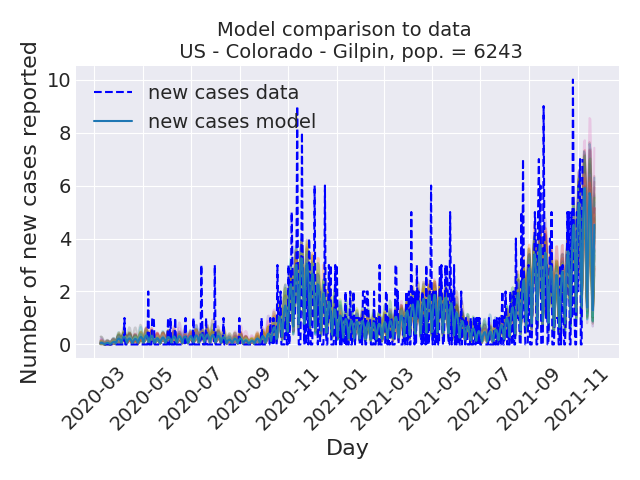 Model comparison to data
US - Colorado - Gilpin, pop. = 6243
Number of new cases reported
10
8
6
4
2
0
new cases data
new cases model
2020-03
2020-05
2020-07
2020-09
2020-11
2021-01
2021-03
2021-05
2021-07
2021-09
2021-11
Day